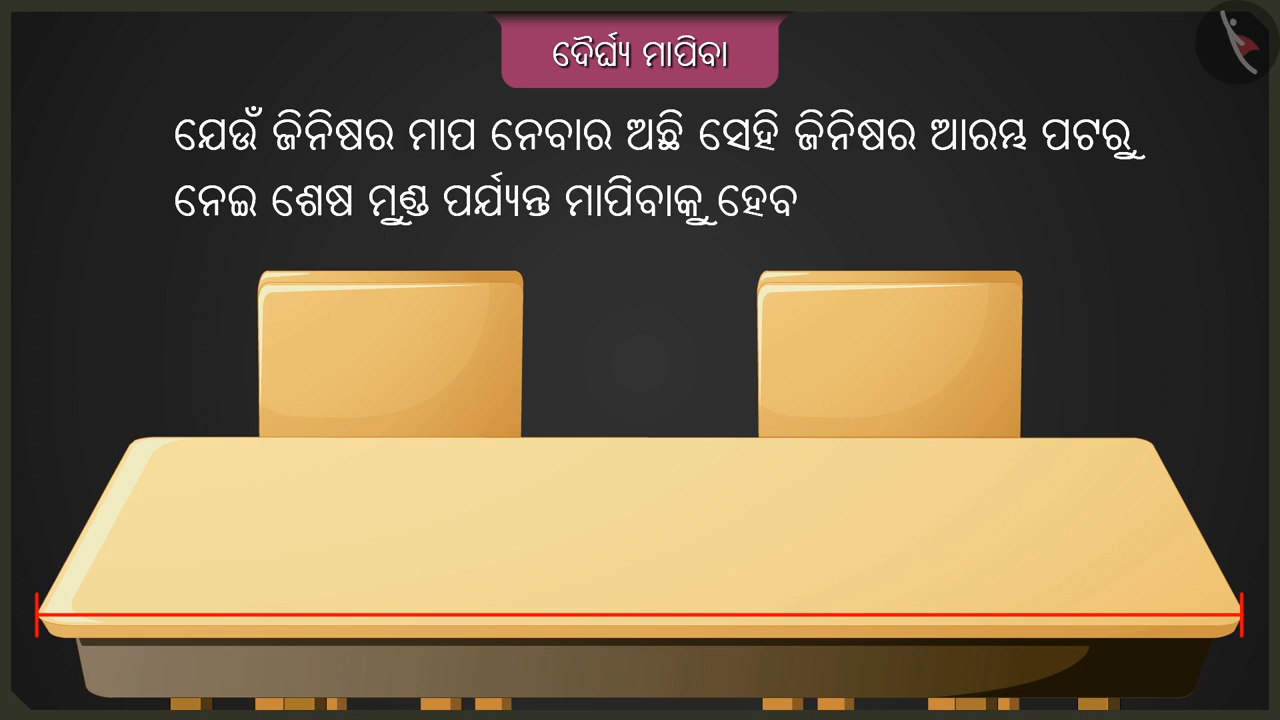 ଦୈର୍ଘ୍ୟ ମାପିବା
ଯେଉଁ ଜିନିଷର ମାପ ନେବାର ଅଛି ସେହି ଜିନିଷର ଆରମ୍ଭ ପଟରୁ
ନେଇ ଶେଷ ମୁଣ୍ଡ ପର୍ଯ୍ୟନ୍ତ ମାପିବାକୁ ହେବ